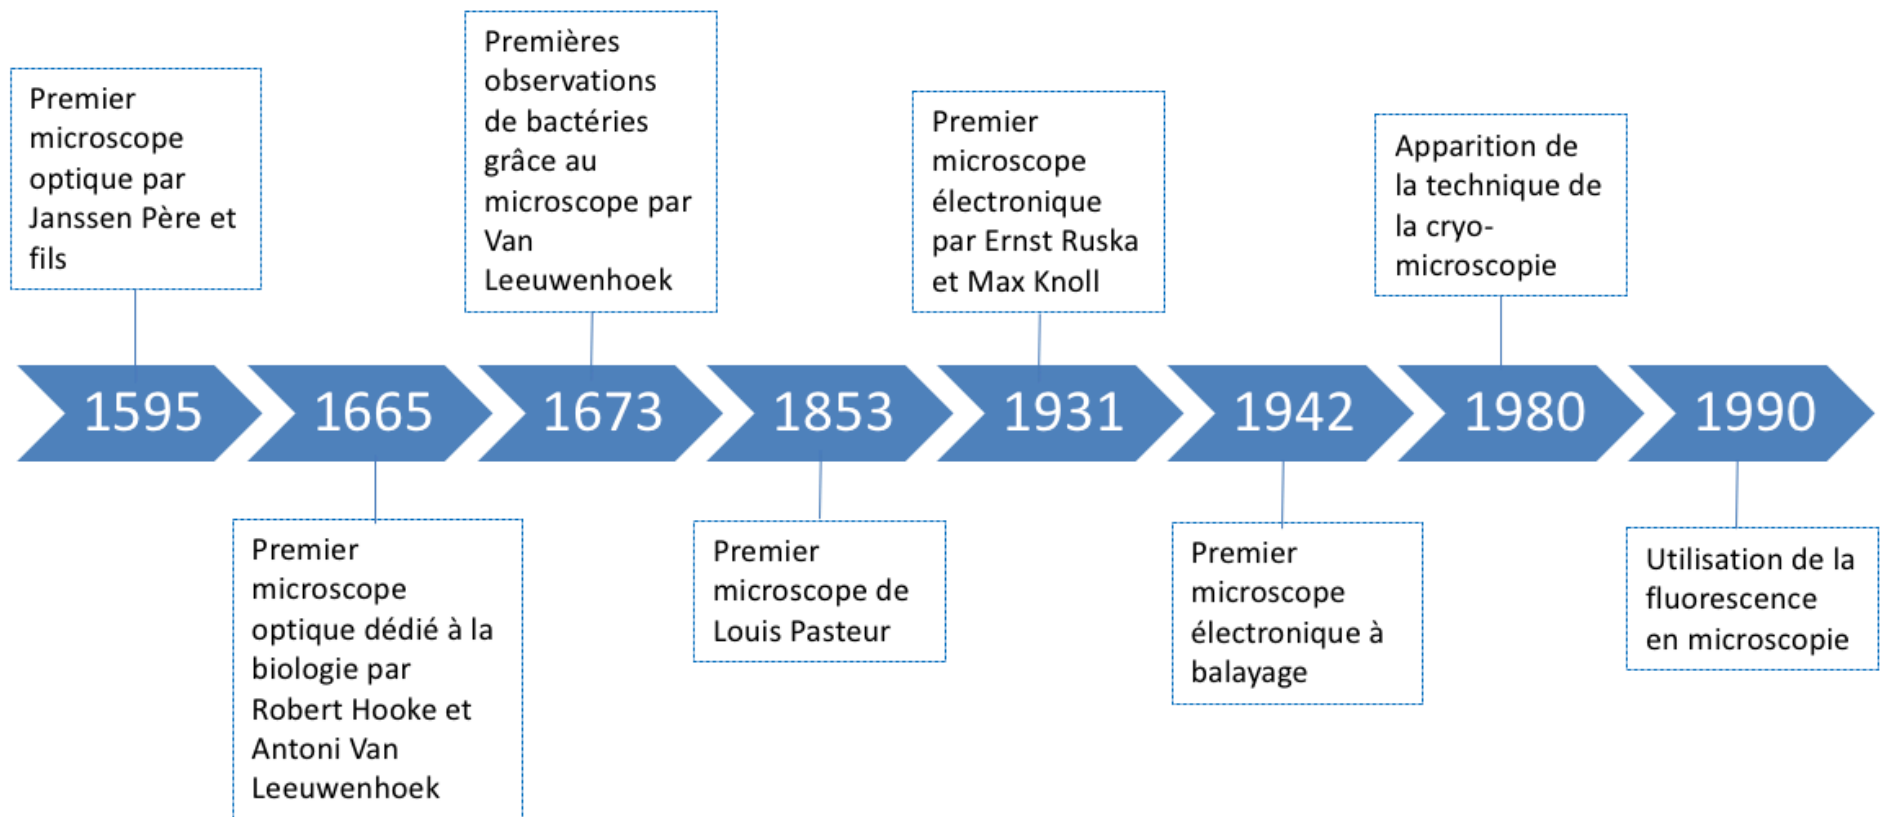 Premier
microscope
optique par
Janssen Père et
fils
Premières
observations
de bactéries
grâce au
microscope par
Van
Leeuwenhoek
Premier
microscope
électronique
par Ernst Ruska
et Max Knoll
Apparition de
la technique de
la cryo-
microscopie
1595
1665
1673
1853
1931
1942
1980
1990
Premier
microscope
optique dédié à la
biologie par
Robert Hooke et
Antoni Van
Leeuwenhoek
Premier
microscope de
Louis Pasteur
Premier
microscope
électronique à
balayage
Utilisation de la
fluorescence
en microscopie